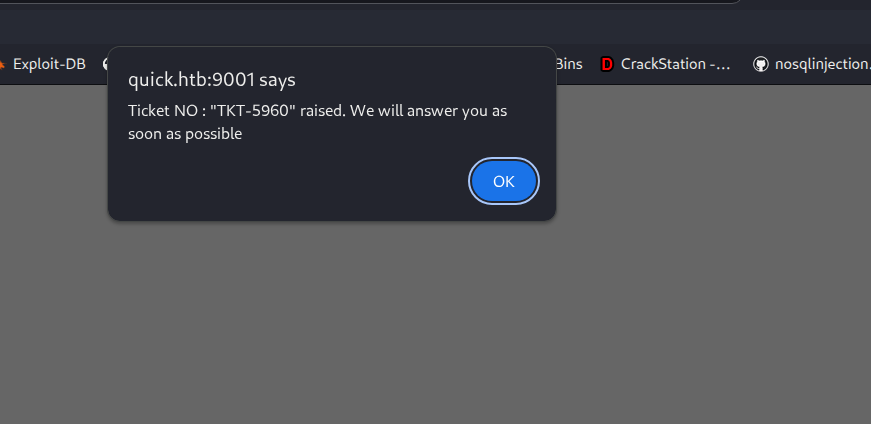 Exploit-DB
Bins
CrackStation -...
nosqlinjection.
quick.htb:9001 says
Ticket NO : "TKT-5960" raised. We will answer you as
soon as possible
OK